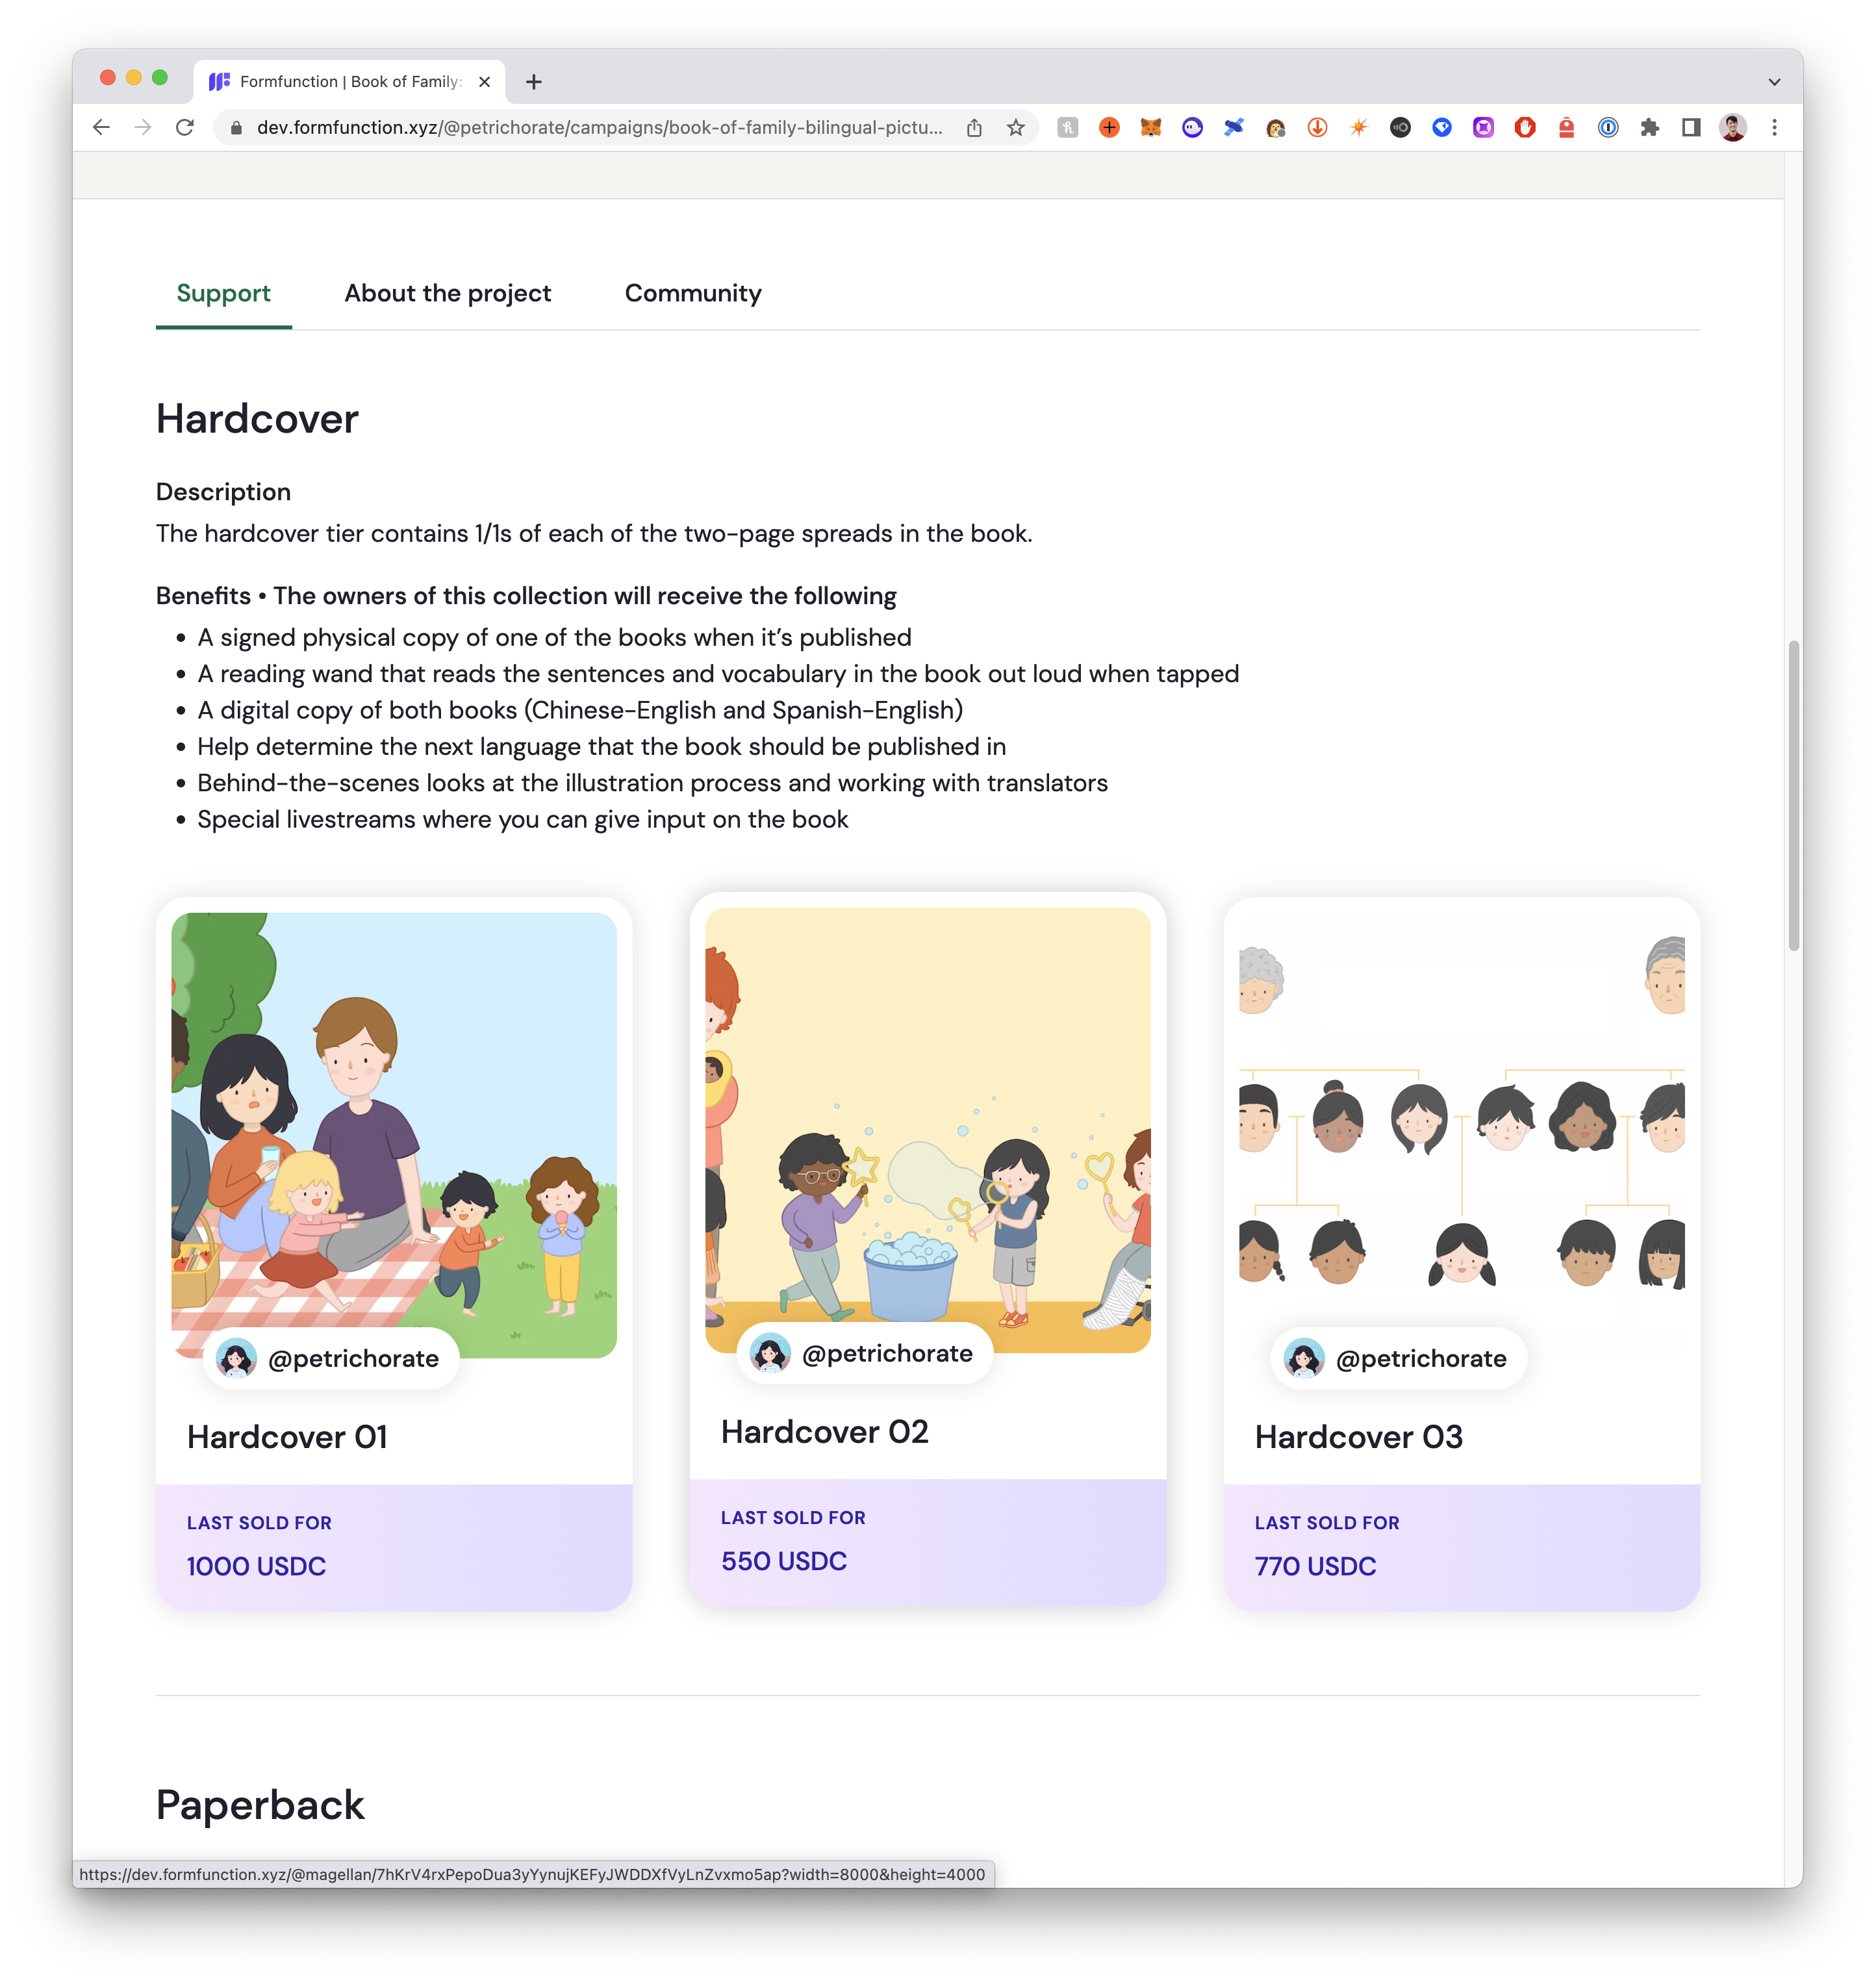 Formfunction | Book of Family:
dev.formfunction.xyz/@petrichorate/campaigns/book-of-family-bilingual-pictu...
Support
About the project
Community
Hardcover
Description
The hardcover tier contains 1/1s of each of the two-page spreads in the book.
Benefits • The owners of this collection will receive the following
• A signed physical copy of one of the books when it’s published
• A reading wand that reads the sentences and vocabulary in the book out loud when tapped
• A digital copy of both books (Chinese-English and Spanish-English)
• Help determine the next language that the book should be published in
• Behind-the-scenes looks at the illustration process and working with translators
• Special livestreams where you can give input on the book
@petrichorate
Hardcover 01
LAST SOLD FOR
1000 USDC
@petrichorate
Hardcover 02
LAST SOLD FOR
550 USDC
@petrichorate
Hardcover 03
LAST SOLD FOR
770 USDC
Paperback
https://dev.formfunction.xyz/@magellan/7hKrV4rxPepoDua3yYynujKEFyJWDDXfVyLnZvxmo5ap?width=8000&height=4000